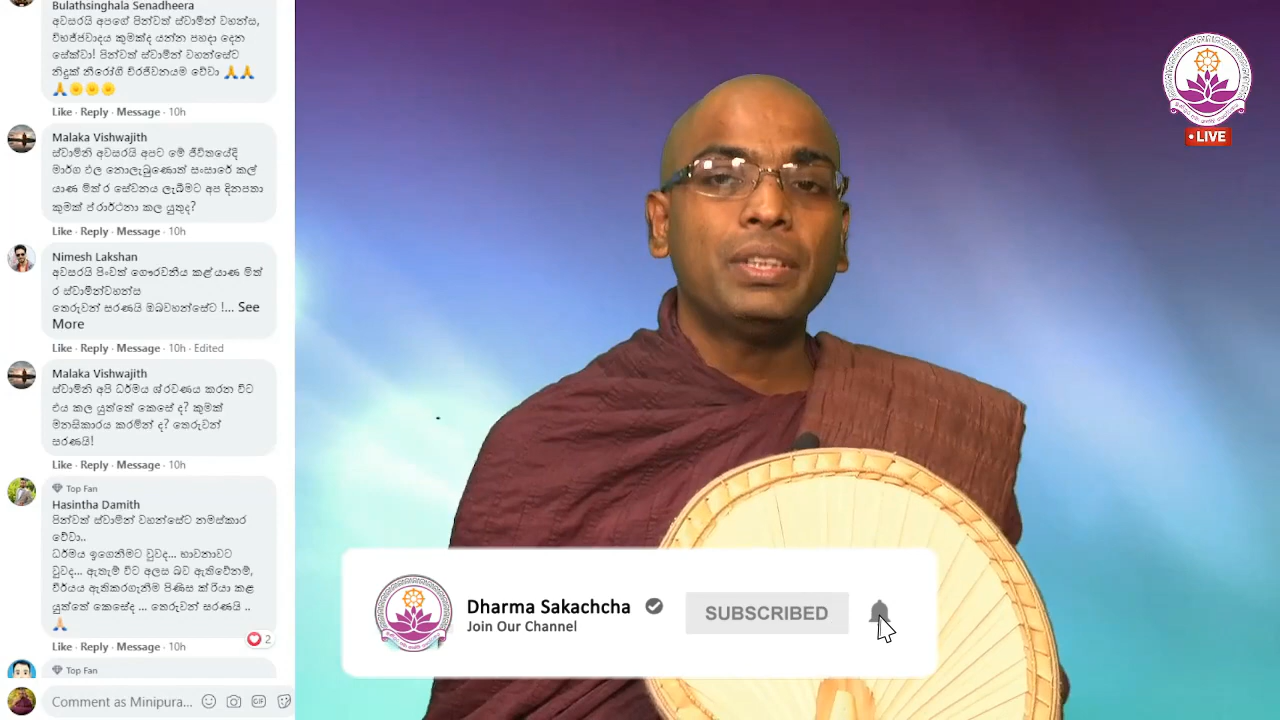 Bulathsinghala Senadheera
අවසරයි අපගේ පින්වත් ස්වාමීන් වහන්ස,
විභජ්ජවාදය කුමක්ද යන්න පහදා දෙන
සේක්වා! පින්වත් ස්වාමීන් වහන්සේට
නිදුක් නීරෝගී චිරජීවනයම වේවා 🙏🙏
🙏🌼🌼🌼
Like · Reply · Message · 10h
Malaka Vishwajith
ස්වාමිනි අවසරයි අපට මේ ජීවිතයේදී
මාර්ග ඵල නොලැබුණොත් සංසාරේ කල්
යාණ මිත්‍ර සේවනය ලැබීමට අප දිනපතා
කුමක් ප්රාර්ථනා කල යුතුද?
Like · Reply · Message · 10h
Nimesh Lakshan
අවසරයි පිංවත් ගෞරවනීය කළ්යාණ මිත්
ර ස්වාමීන්වහන්ස
තෙරුවන් සරණයි ඔබවහන්සේට !... See
More
Like · Reply · Message · 10h · Edited
Malaka Vishwajith
ස්වාමිනි අපි ධර්මය ශ්රවණය කරන විට
එය කල යුත්තේ කෙසේ ද? කුමක්
මනසිකාරය කරමින් ද? තෙරුවන්
සරණයි!
Like · Reply · Message · 10h
Top Fan
Hasintha Damith
පින්වත් ස්වාමින් වහන්සේට නමස්කාර
වේවා..
ධර්මය ඉගෙනිමට වුවද... භාවනාවට
වුවද... ඇතැම් විට අලස බව ඇතිවේනම්,
වීර්යය ඇතිකරගැනීම පිණිස ක්රියා කළ
යුත්තේ කෙසේද ... තෙරුවන් සරණයි ..
🙏
2
Like · Reply · Message · 10h
Top Fan
Comment as Minipura...
GIF
LIVE
Dharma Sakachcha
Join Our Channel
SUBSCRIBED